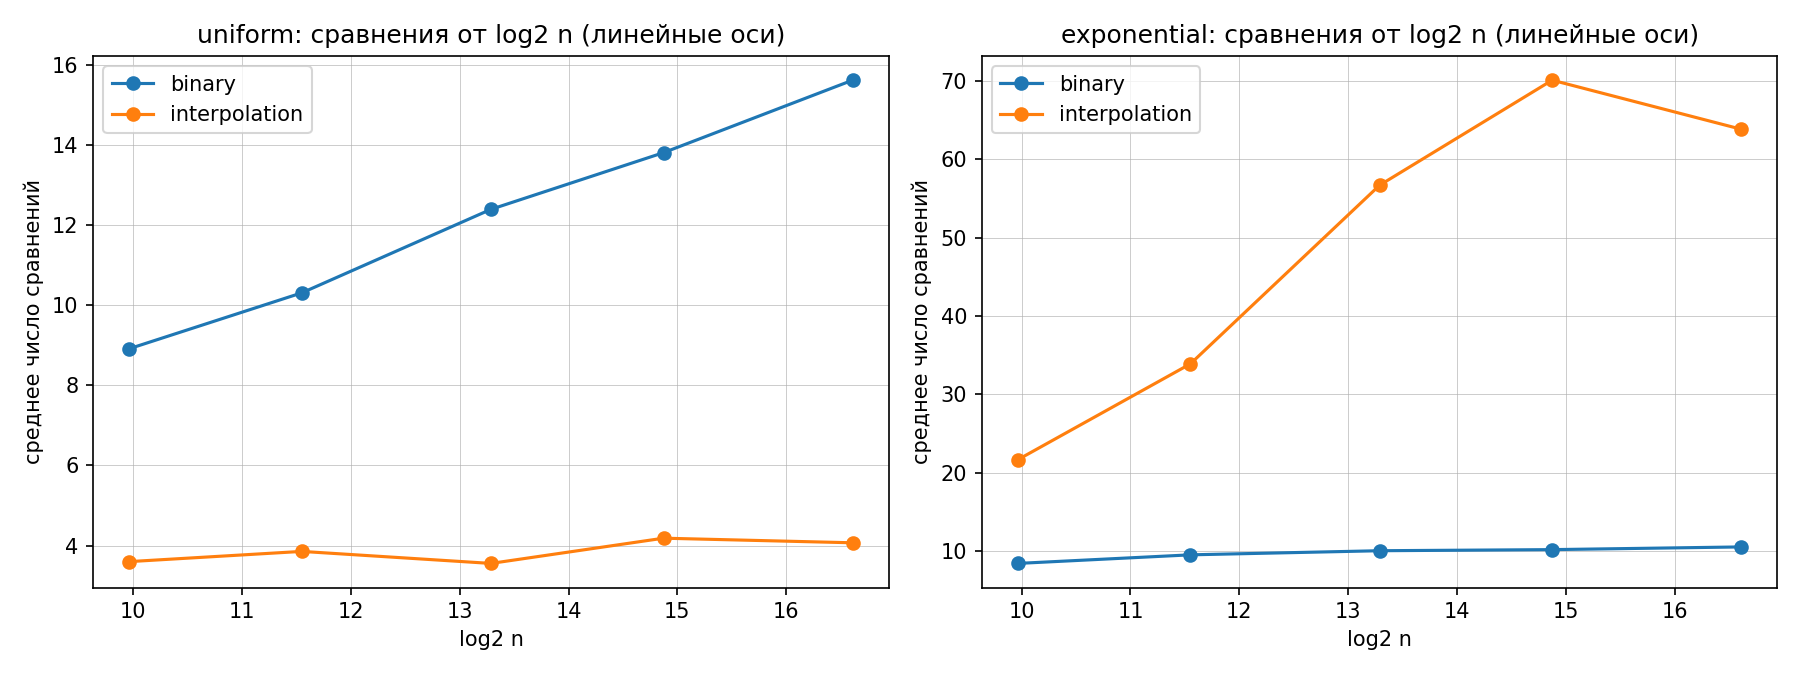 uniform: сравнения от log2 n (линейные оси)
binary
interpolation
среднее число сравнений
16
14
12
10
8
6
4
10 11 12 13 14 15 16
log2 n
exponential: сравнения от log2 n (линейные оси)
binary
interpolation
среднее число сравнений
70
60
50
40
30
20
10
10 11 12 13 14 15 16
log2 n